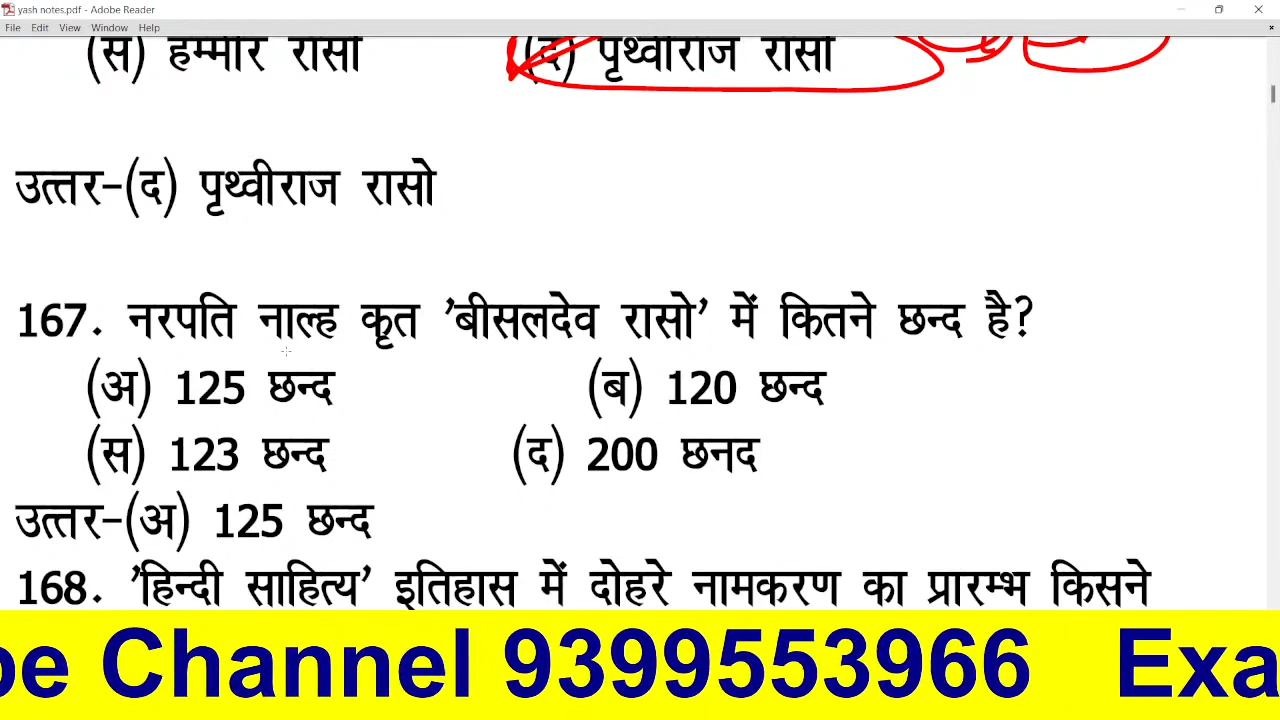 yash notes.pdf - Adobe Reader
File Edit View Window Help
(स) हम्मीर रासो (द) पृथ्वीराज रासो
उत्तर-(द) पृथ्वीराज रासो
167. नरपति नाल्ह कृत 'बीसलदेव रासो' में कितने छन्द है?
(अ) 125 छन्द (ब) 120 छन्द
(स) 123 छन्द (द) 200 छनद
उत्तर-(अ) 125 छन्द
168. 'हिन्दी साहित्य' इतिहास में दोहरे नामकरण का प्रारम्भ किसने
be Channel 9399553966 Exa